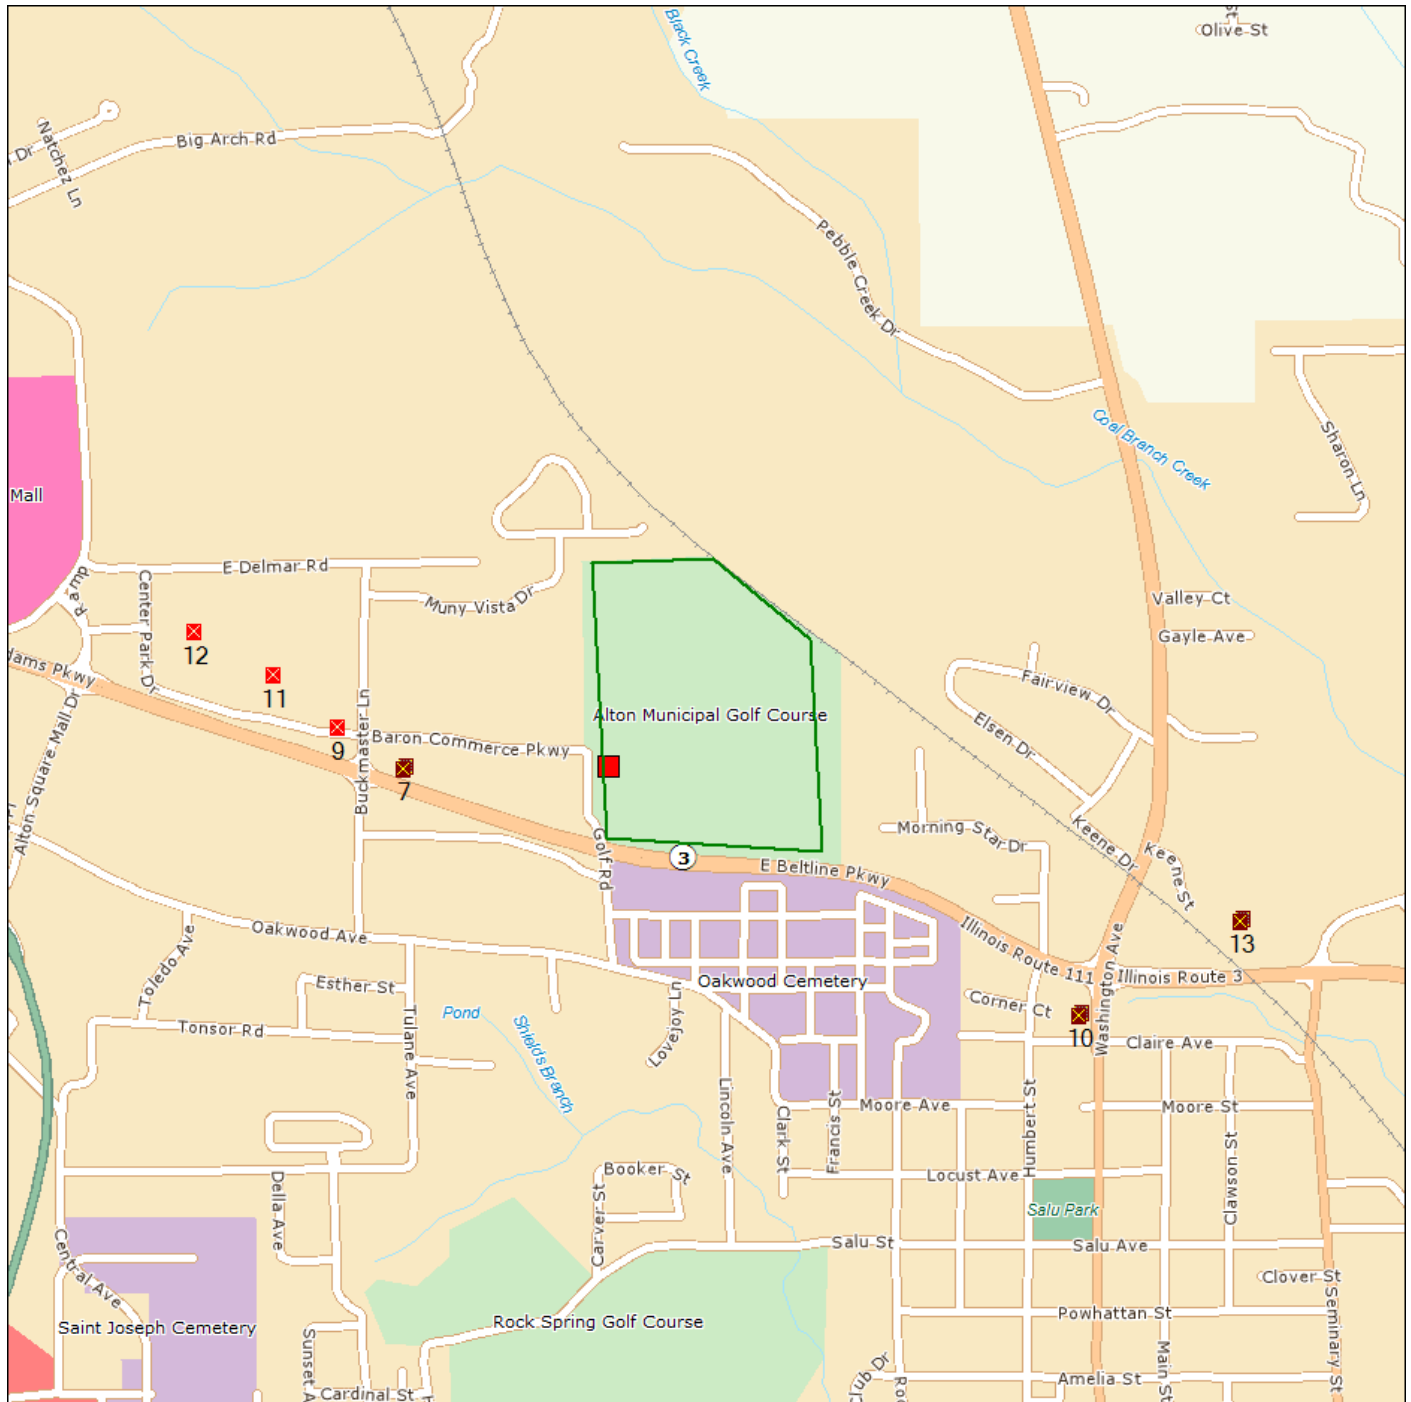 Black Creek
St
Olive St
Natchez Ln
Dr
Big Arch Rd
Pebble Creek Dr
Coal Branch Creek
Sharon Ln
Mall
E Delmar Rd
Ramp
Center Park Dr
Muny Vista Dr
Valley Ct
Gayle Ave
12
11
dams Pkwy
Fairview Dr
Elsen Dr
Alton Municipal Golf Course
Buckmaster Ln
9
Baron Commerce Pkwy
7
Alton Square Mall Dr
Golf Rd
3
E Beltline Pkwy
Morning Star Dr
Keene Dr
Keene St
13
Oakwood Ave
Toledo Ave
Illinois Route 111
Illinois Route 3
Washington Ave
Oakwood Cemetery
Esther St
Lovejoy Ln
Corner Ct
Pond
Shields Branch
Tonsor Rd
Tulane Ave
10
Claire Ave
Lincoln Ave
Clark St
Francis St
Moore Ave
Humbert St
Moore St
Clawson St
Booker St
Locust Ave
Della Ave
Carver St
Salu Park
Salu St
Salu Ave
Central Ave
Clover St
Seminary St
Powhattan St
Saint Joseph Cemetery
Rock Spring Golf Course
Sunset A
Main St
Cardinal St
Club Dr
Amelia St